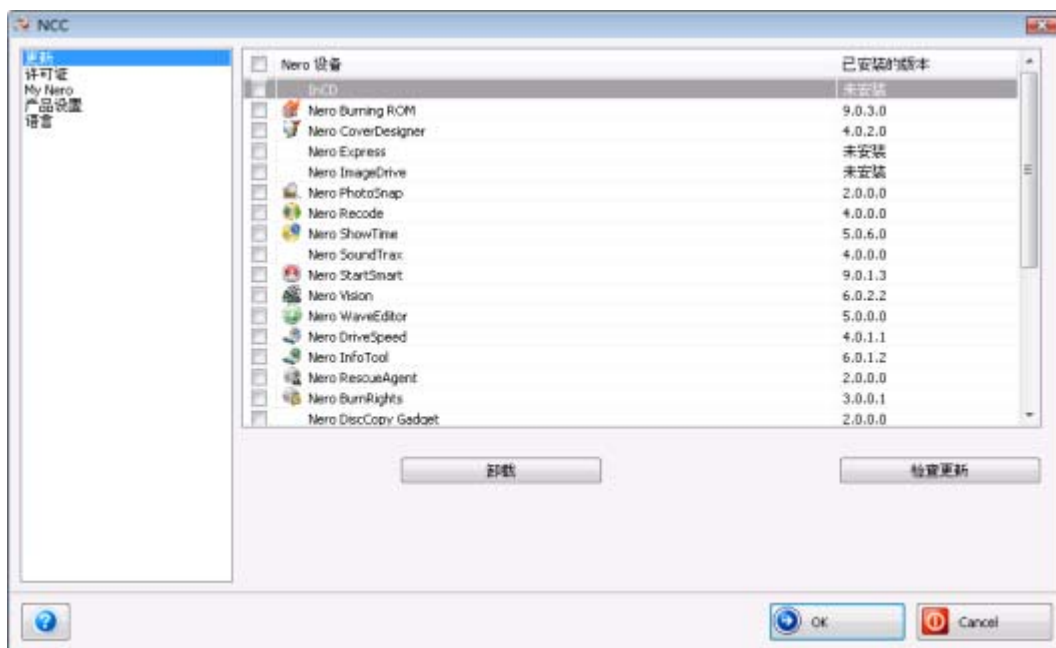 NCC
更新
许可证
My Nero
产品设置
语言
Nero 设备 已安装的版本
InCD 未安装
Nero Burning ROM 9.0.3.0
Nero CoverDesigner 4.0.2.0
Nero Express 未安装
Nero ImageDrive 未安装
Nero PhotoSnap 2.0.0.0
Nero Recode 4.0.0.0
Nero ShowTime 5.0.6.0
Nero SoundTrax 4.0.0.0
Nero StartSmart 9.0.1.3
Nero Vision 6.0.2.2
Nero WaveEditor 5.0.0.0
Nero DriveSpeed 4.0.1.1
Nero InfoTool 6.0.1.2
Nero RescueAgent 2.0.0.0
Nero BurnRights 3.0.0.1
Nero DiscCopy Gadget 2.0.0.0
卸载 检查更新
OK Cancel